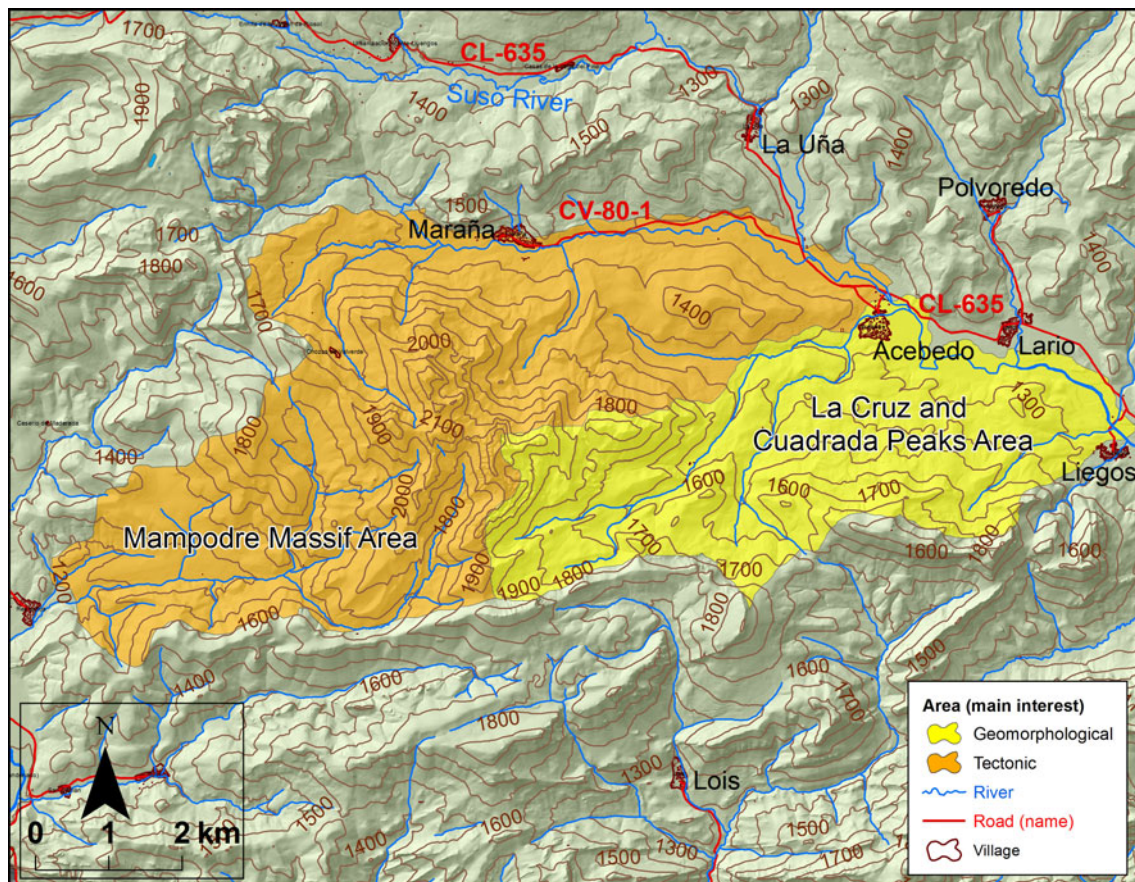 1700
CL-635
Suso River
1300
1300
1900
1400
1500
1400
La Uña
Polvoredo
1500
CV-80-1
Maraña
1700
1800
1600
1400
1700
1400
2000
CL-635
Acebedo
Lario
1800
1900
2100
La Cruz and
Cuadrada Peaks Area
1300
1800
1400
Liegos
1600
1600
1700
2000
1800
Mampodre Massif Area
1700
1800
1600
1600
1200
1900
1900
1800
1700
1600
1800
1400
1600
1600
1500
1700
1800
N
1300
Lois
0 1 2 km
1500
1400
1600
1500
1300
1500
1700
Area (main interest)
Geomorphological
Tectonic
River
Road (name)
Village